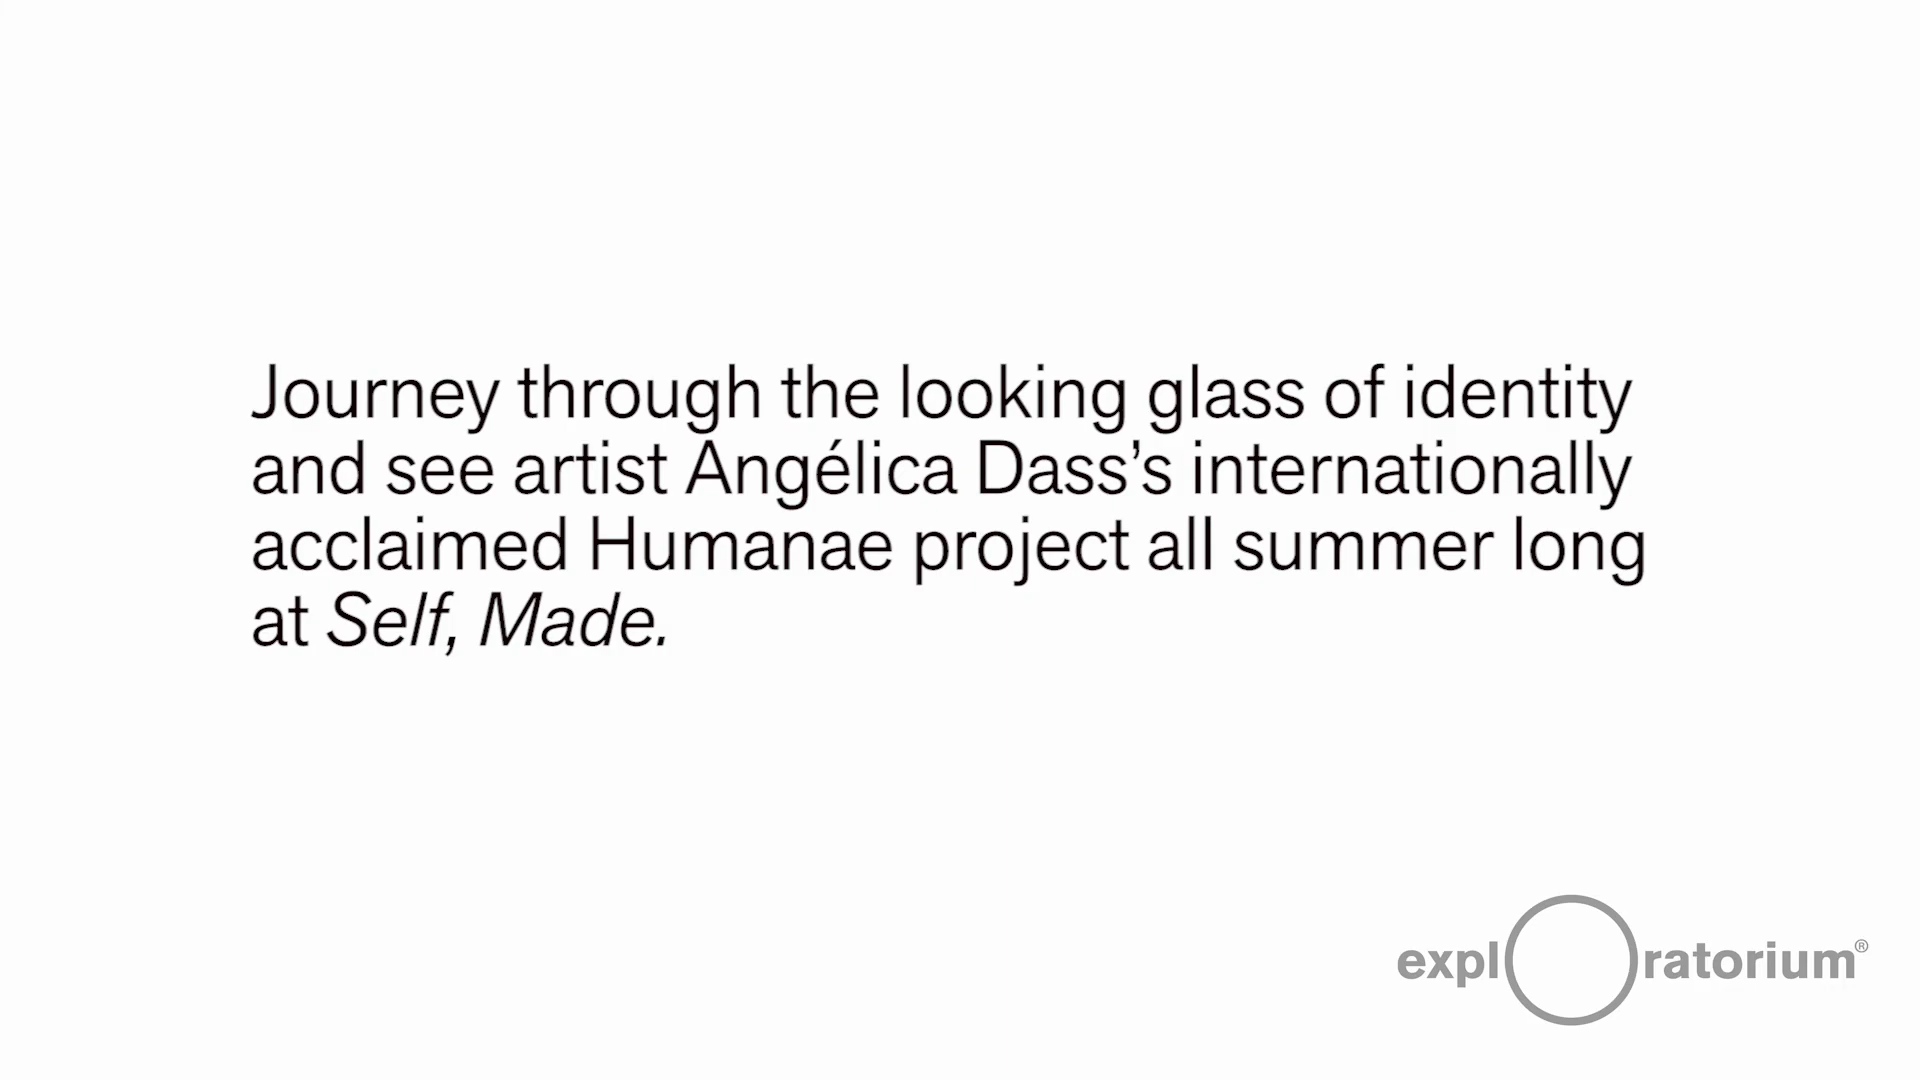 Journey through the looking glass of identity
and see artist Angélica Dass’s internationally
acclaimed Humanae project all summer long
at Self, Made.
explOratorium®